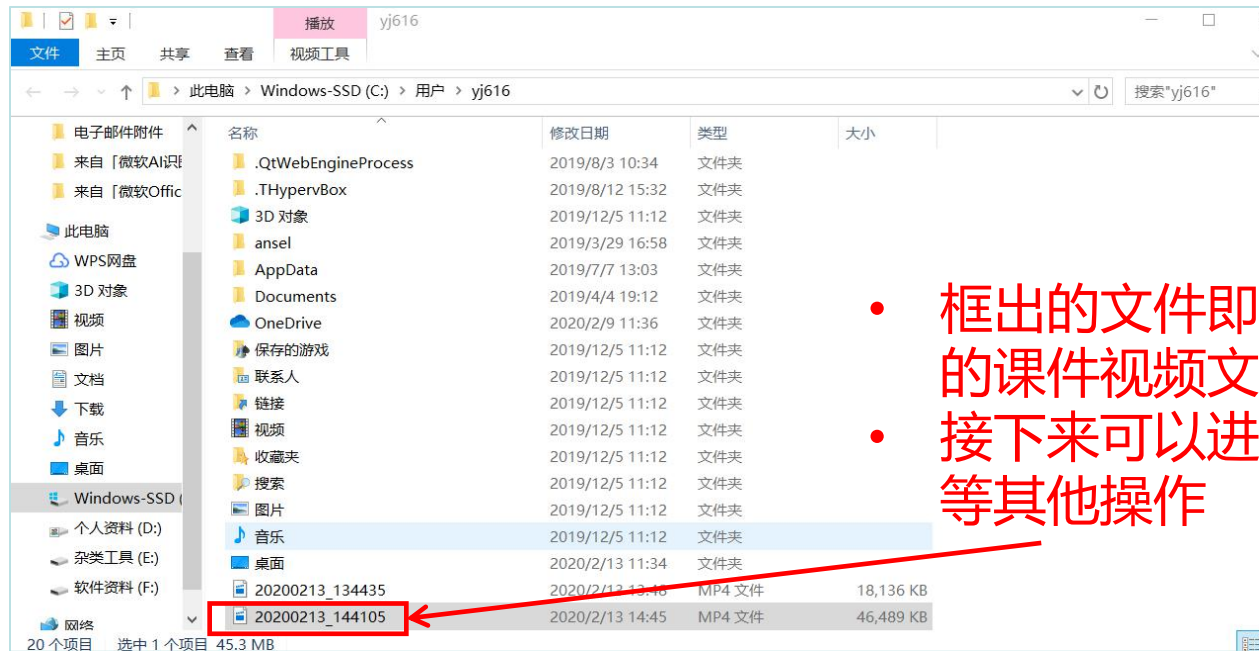 播放 yj616
文件 主页 共享 查看 视频工具
此电脑 > Windows-SSD (C:) > 用户 > yj616 搜索"yj616"
电子邮件附件
来自「微软AI识
来自「微软Offic
此电脑
WPS网盘
3D 对象
视频
图片
文档
下载
音乐
桌面
Windows-SSD (
个人资料 (D:)
杂类工具 (E:)
软件资料 (F:)
网络
名称 修改日期 类型 大小
.QtWebEngineProcess 2019/8/3 10:34 文件夹
.THypervBox 2019/8/12 15:32 文件夹
3D 对象 2019/12/5 11:12 文件夹
ansel 2019/3/29 16:58 文件夹
AppData 2019/7/7 13:03 文件夹
Documents 2019/4/4 19:12 文件夹
OneDrive 2020/2/9 11:36 文件夹
保存的游戏 2019/12/5 11:12 文件夹
联系人 2019/12/5 11:12 文件夹
链接 2019/12/5 11:12 文件夹
视频 2019/12/5 11:12 文件夹
收藏夹 2019/12/5 11:12 文件夹
搜索 2019/12/5 11:12 文件夹
图片 2019/12/5 11:12 文件夹
音乐 2019/12/5 11:12 文件夹
桌面 2020/2/13 11:34 文件夹
20200213_134435 2020/2/13 13:48 MP4 文件 18,136 KB
20200213_144105 2020/2/13 14:45 MP4 文件 46,489 KB
20 个项目 选中 1 个项目 45.3 MB
• 框出的文件即
的课件视频文
• 接下来可以进
等其他操作